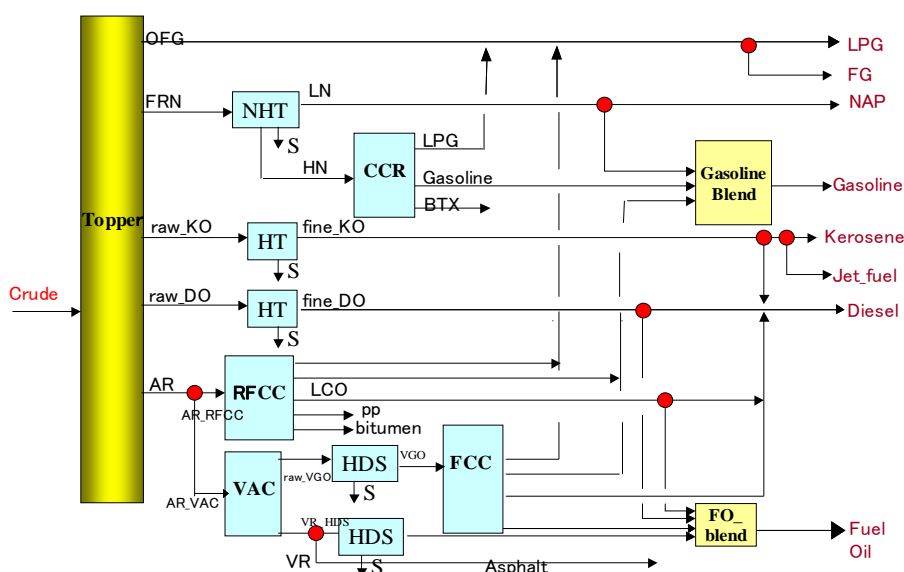 OFG
LPG
FG
FRN
NHT
LN
NAP
S
HN
CCR
LPG
Gasoline
BTX
Gasoline
Blend
Gasoline
Topper
raw_KO
HT
fine_KO
Kerosene
S
Jet_fuel
Crude
raw_DO
HT
fine_DO
Diesel
S
AR
AR_RFCC
RFCC
LCO
pp
bitumen
VAC
AR_VAC
raw_VGO
HDS
VGO
FCC
S
VR_HDS
HDS
FO_
blend
Fuel
Oil
VR
S
Asphalt